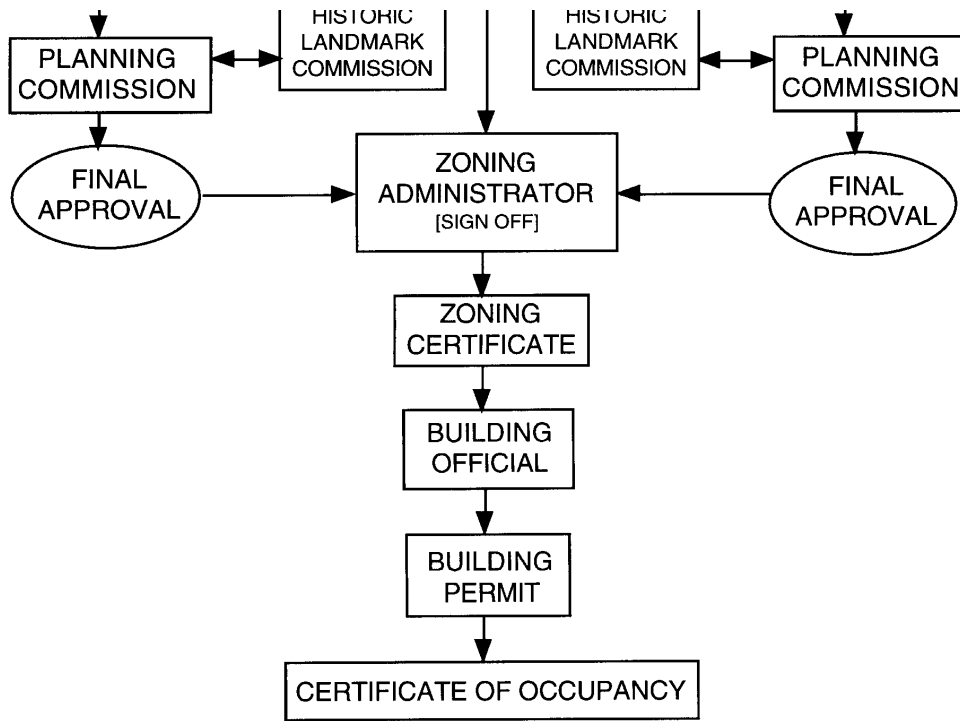 PLANNING
COMMISSION
HISTORIC
LANDMARK
COMMISSION
HISTORIC
LANDMARK
COMMISSION
PLANNING
COMMISSION
FINAL
APPROVAL
ZONING
ADMINISTRATOR
[SIGN OFF]
FINAL
APPROVAL
ZONING
CERTIFICATE
BUILDING
OFFICIAL
BUILDING
PERMIT
CERTIFICATE OF OCCUPANCY